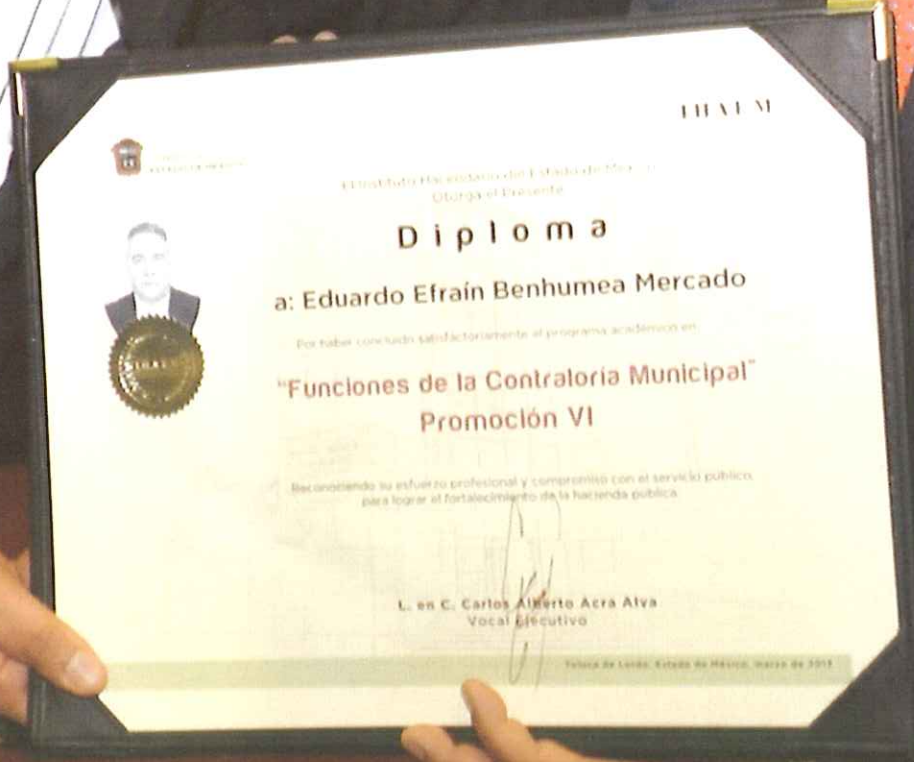 IHAEM
El Instituto Hacendario del Estado de México
Otorga el Presente
Diploma
a: Eduardo Efraín Benhumea Mercado
Por haber concluido satisfactoriamente el programa académico en:
"Funciones de la Contraloría Municipal"
Promoción VI
Reconociendo su esfuerzo profesional y compromiso con el servicio público,
para lograr el fortalecimiento de la hacienda pública
L. en C. Carlos Alberto Acra Alva
Vocal Ejecutivo
Toluca de Lerdo, Estado de México, marzo de